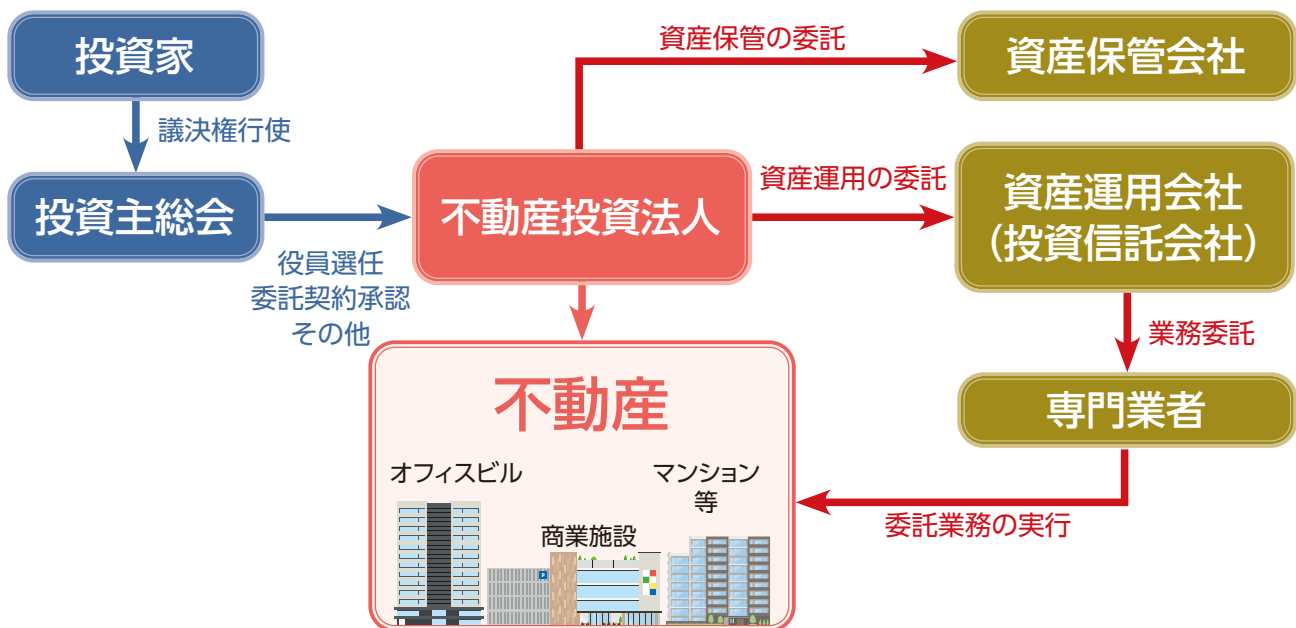 投資家
議決権行使
投資主総会
役員選任
委託契約承認
その他
不動産投資法人
資産保管の委託
資産保管会社
資産運用の委託
資産運用会社
（投資信託会社）
業務委託
専門業者
委託業務の実行
不動産
オフィスビル
商業施設
マンション
等
P